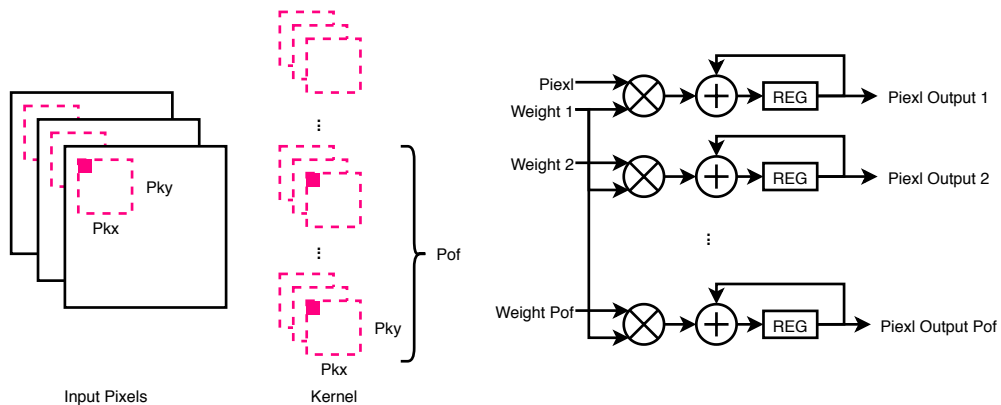 Pky
Pkx
Input Pixels
...
...
Pof
Pky
Pkx
Kernel
Piexl
Weight 1
REG
Piexl Output 1
Weight 2
REG
Piexl Output 2
...
Weight Pof
REG
Piexl Output Pof